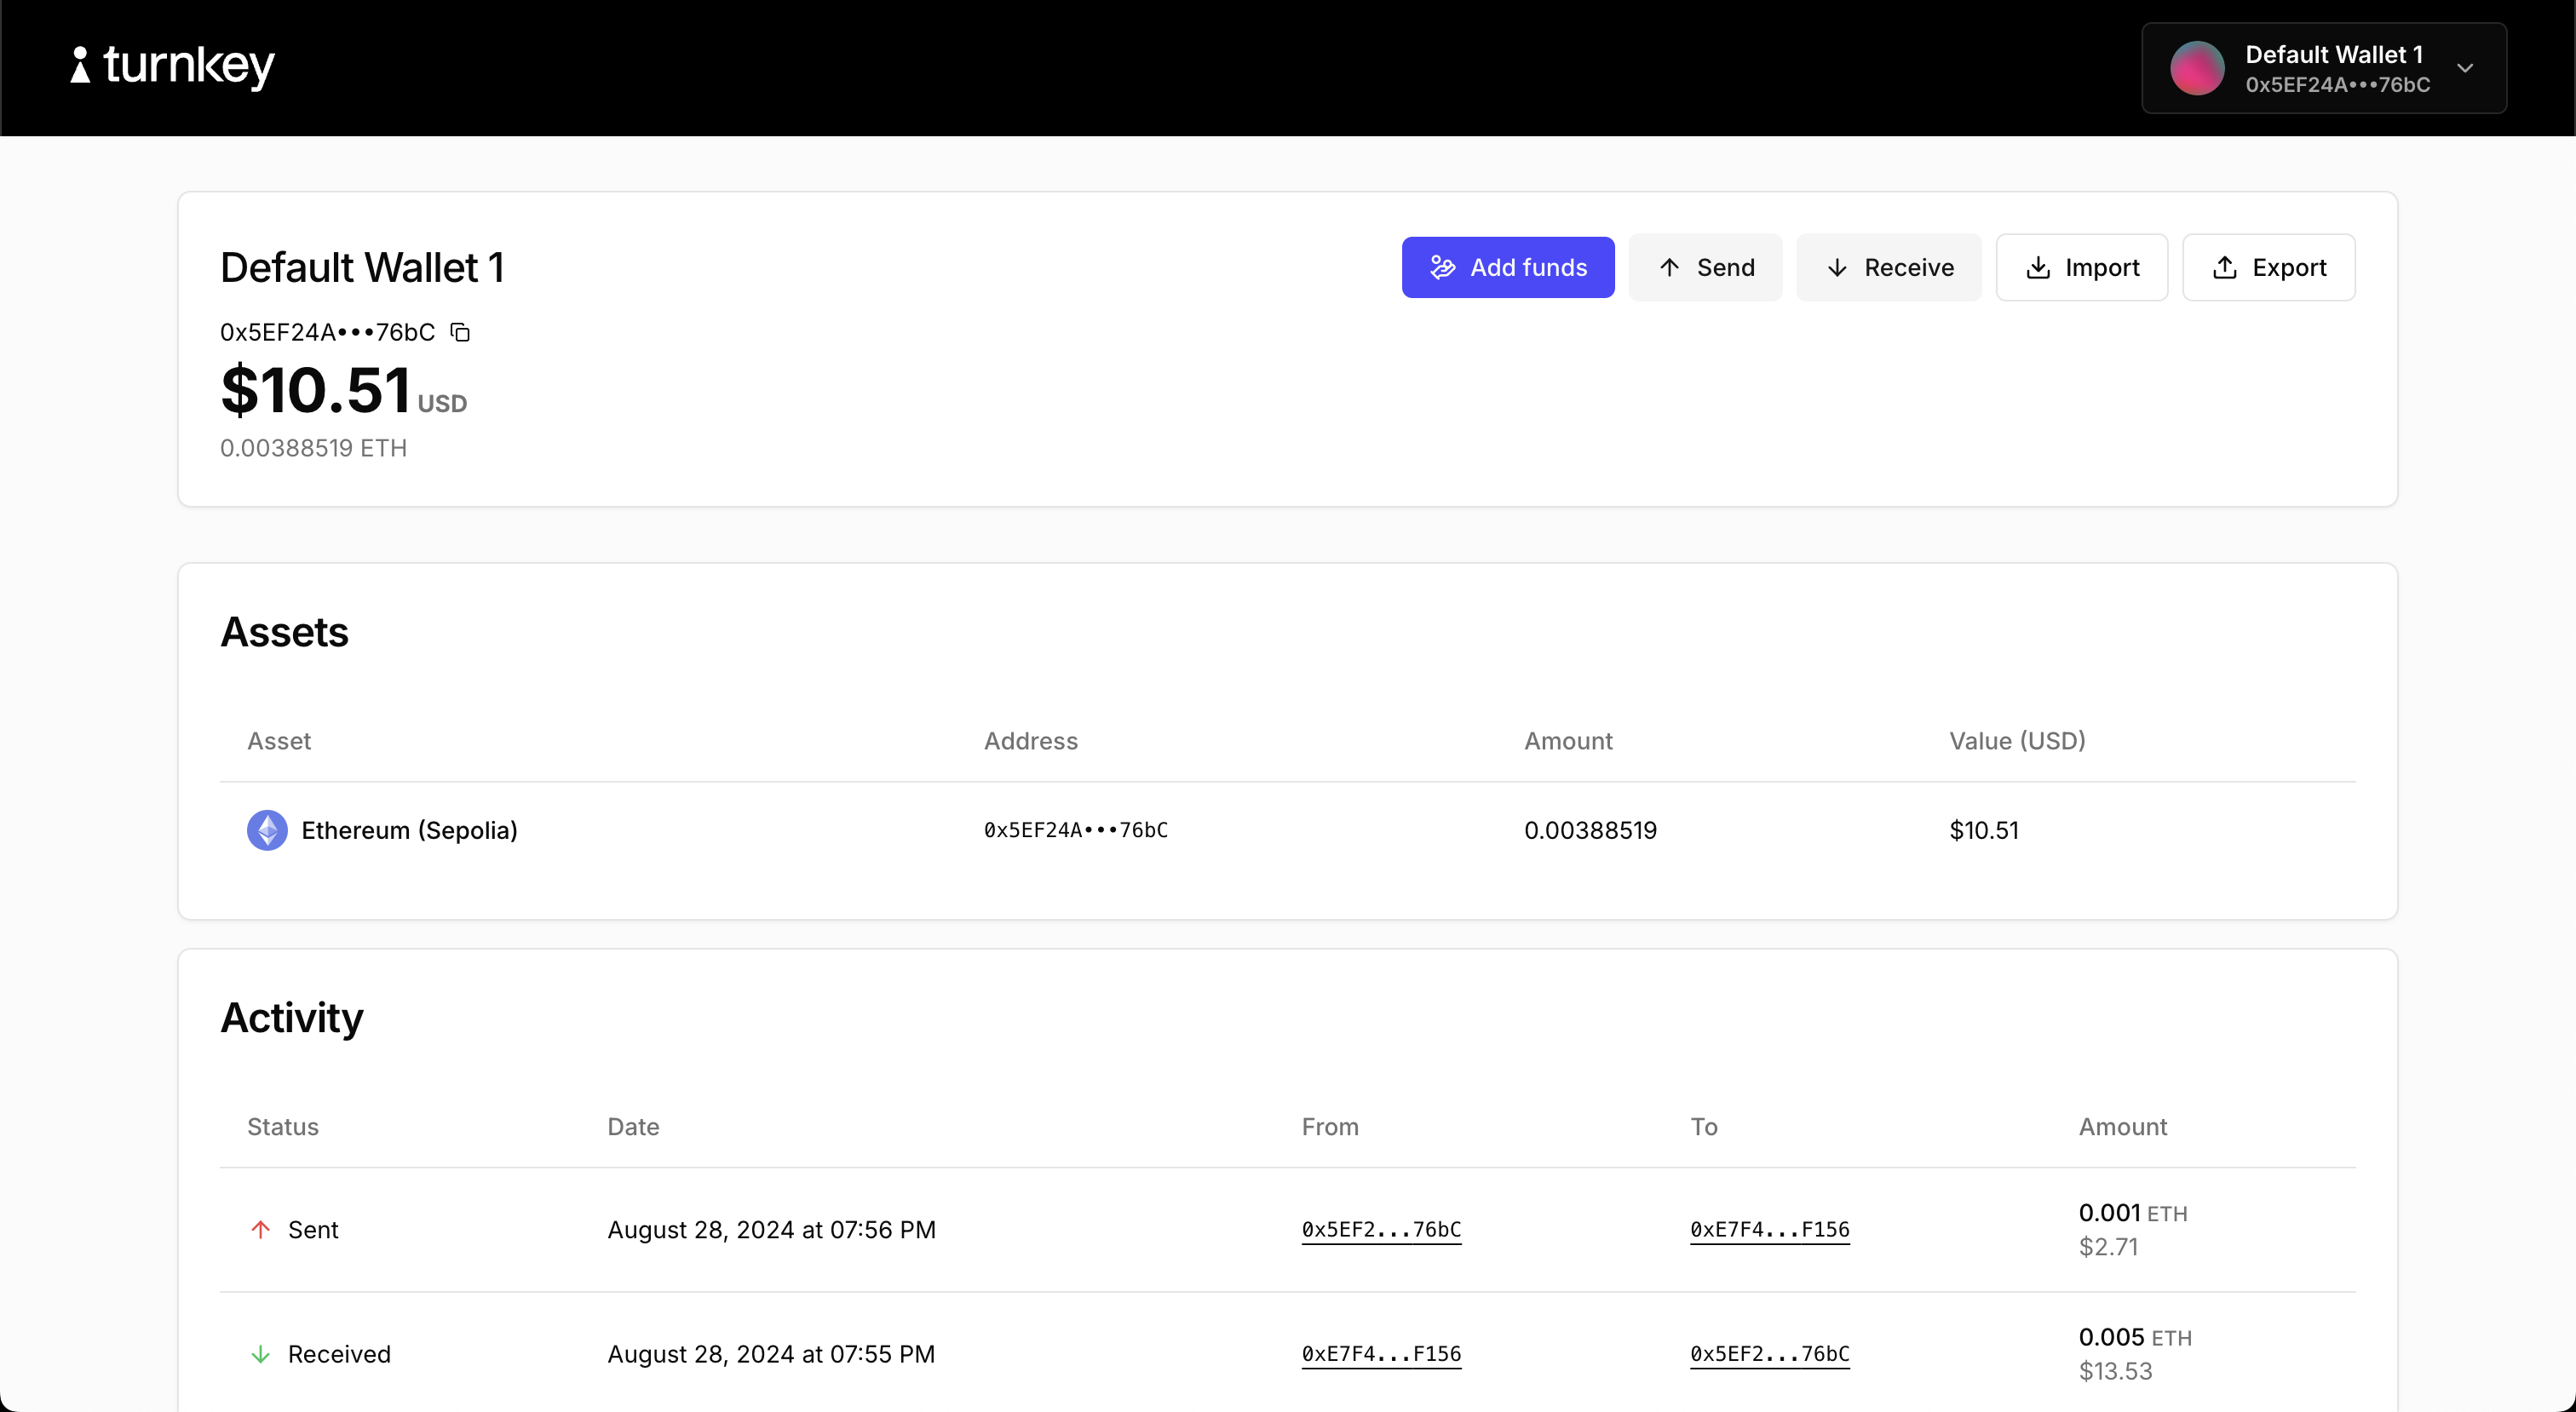 turnkey
Default Wallet 1
0x5EF24A•••76bC
Default Wallet 1
Add funds
Send
Receive
Import
Export
0x5EF24A•••76bC
$10.51 USD
0.00388519 ETH
Assets
Asset Address Amount Value (USD)
Ethereum (Sepolia) 0x5EF24A•••76bC 0.00388519 $10.51
Activity
Status Date From To Amount
Sent August 28, 2024 at 07:56 PM 0x5EF2...76bC 0xE7F4...F156 0.001 ETH
$2.71
Received August 28, 2024 at 07:55 PM 0xE7F4...F156 0x5EF2...76bC 0.005 ETH
$13.53